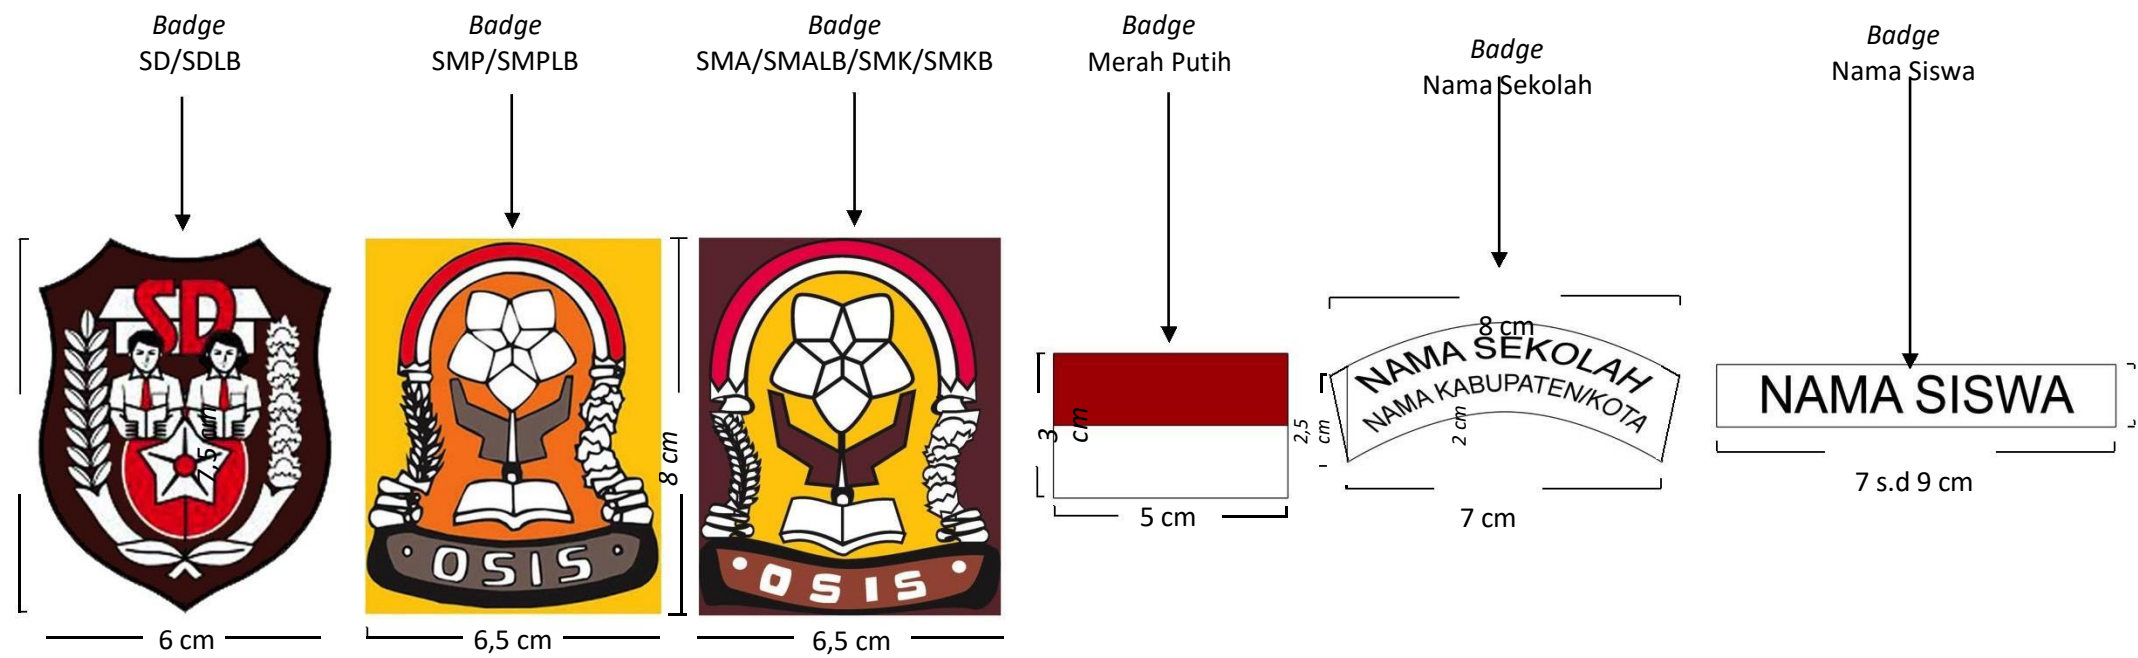 Badge
SD/SDLB
Badge
SMP/SMPLB
Badge
SMA/SMALB/SMK/SMKB
Badge
Merah Putih
Badge
Nama Sekolah
Badge
Nama Siswa
SD
7,5 cm
6 cm
OSIS
6,5 cm
8 cm
OSIS
6,5 cm
3 cm
5 cm
8 cm
NAMA SEKOLAH
NAMA KABUPATEN/KOTA
2,5 cm
2 cm
7 cm
NAMA SISWA
7 s.d 9 cm